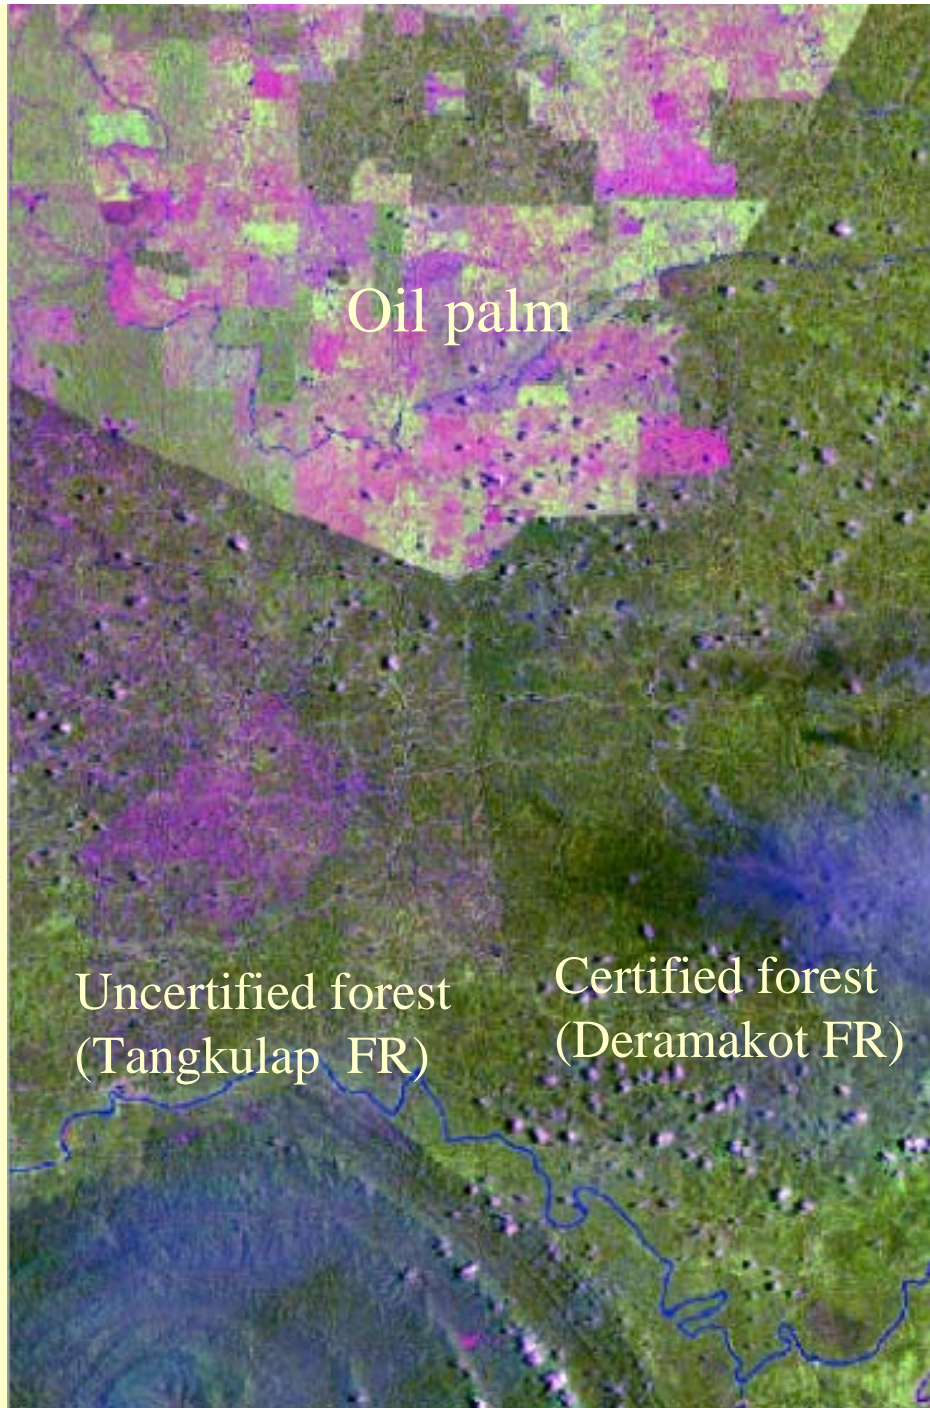 Oil palm
Uncertified forest
(Tangkulap FR)
Certified forest
(Deramakot FR)